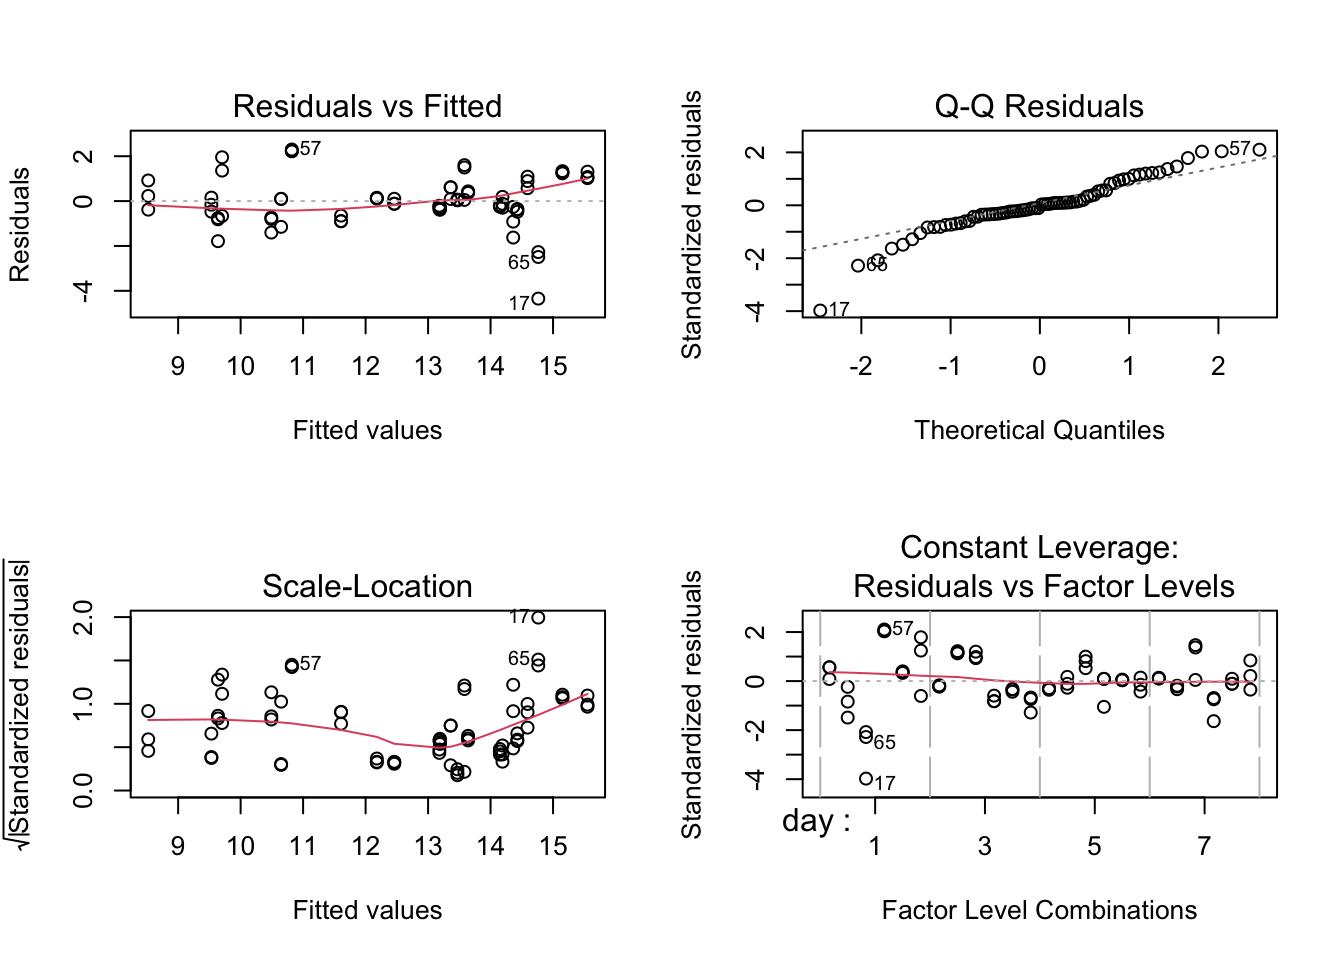 Residuals vs Fitted
Residuals
2
0
-4
57
65
17
9 10 11 12 13 14 15
Fitted values
Q-Q Residuals
Standardized residuals
2
0
-2
-4
57
65
17
-2 -1 0 1 2
Theoretical Quantiles
Scale-Location
√|Standardized residuals|
2.0
1.0
0.0
17
65
57
9 10 11 12 13 14 15
Fitted values
Constant Leverage:
Residuals vs Factor Levels
Standardized residuals
2
0
-2
-4
57
65
17
day :
1 3 5 7
Factor Level Combinations